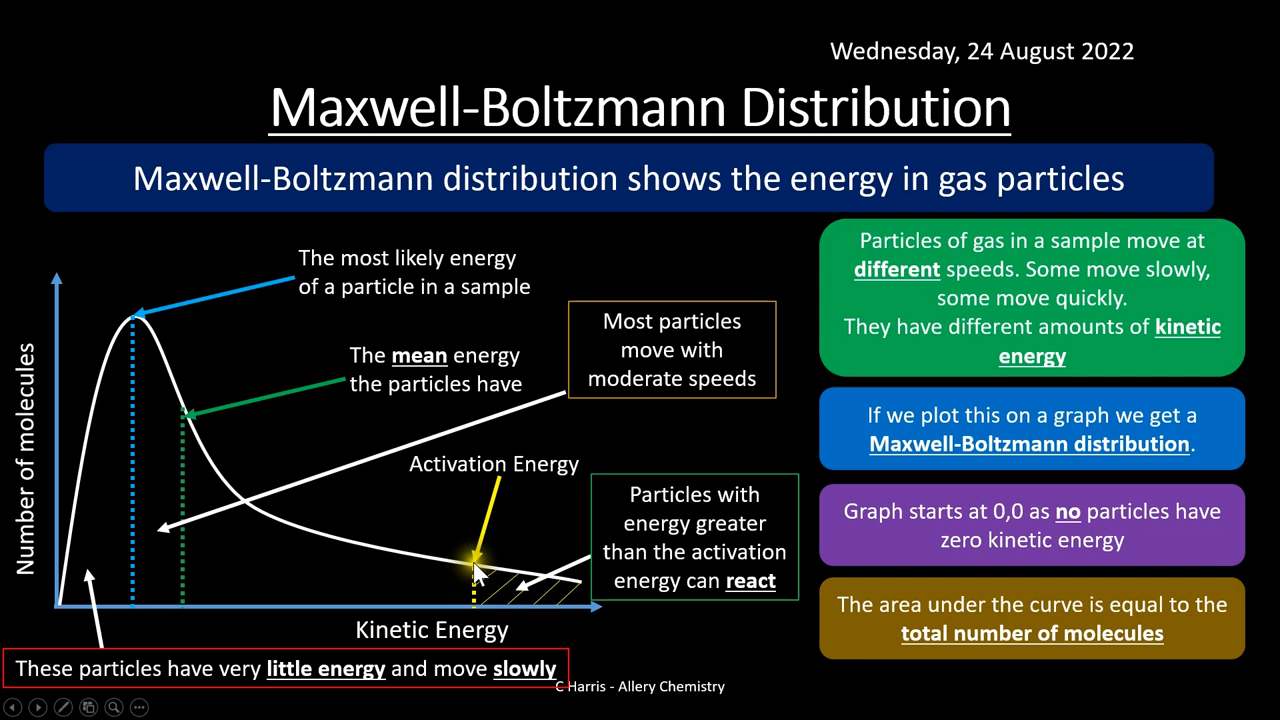 Wednesday, 24 August 2022
Maxwell-Boltzmann Distribution
Maxwell-Boltzmann distribution shows the energy in gas particles
The most likely energy
of a particle in a sample
The mean energy
the particles have
Most particles
move with
moderate speeds
Activation Energy
Particles with
energy greater
than the activation
energy can react
Number of molecules
Kinetic Energy
These particles have very little energy and move slowly
Particles of gas in a sample move at
different speeds. Some move slowly,
some move quickly.
They have different amounts of kinetic
energy
If we plot this on a graph we get a
Maxwell-Boltzmann distribution.
Graph starts at 0,0 as no particles have
zero kinetic energy
The area under the curve is equal to the
total number of molecules
C Harris - Allery Chemistry